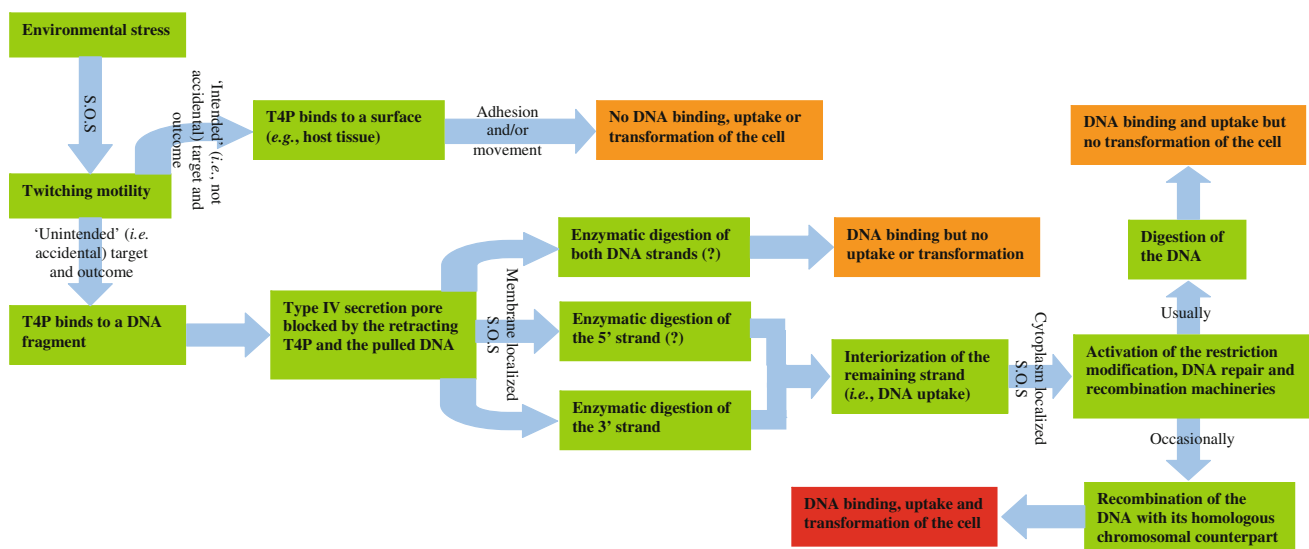 Environmental stress
S.O.S
Twitching motility
'Intended' (i.e., not
accidental) target and
outcome
T4P binds to a surface
(e.g., host tissue)
Adhesion
and/or
movement
No DNA binding, uptake or
transformation of the cell
'Unintended' (i.e.
accidental) target
and outcome
T4P binds to a DNA
fragment
Type IV secretion pore
blocked by the retracting
T4P and the pulled DNA
Membrane localized
S.O.S
Enzymatic digestion of
both DNA strands (?)
DNA binding but no
uptake or transformation
Enzymatic digestion of
the 5' strand (?)
Enzymatic digestion of
the 3' strand
Interiorization of the
remaining strand
(i.e., DNA uptake)
Cytoplasm localized
S.O.S
Activation of the restriction
modification, DNA repair and
recombination machineries
Usually
Digestion of
the DNA
DNA binding and uptake but
no transformation of the cell
Occasionally
Recombination of the
DNA with its homologous
chromosomal counterpart
DNA binding, uptake and
transformation of the cell